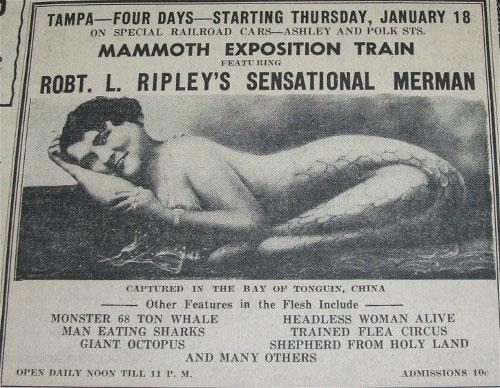 TAMPA—FOUR DAYS—STARTING THURSDAY, JANUARY 18
ON SPECIAL RAILROAD CARS—ASHLEY AND POLK STS.
MAMMOTH EXPOSITION TRAIN
FEATURING
ROBT. L. RIPLEY'S SENSATIONAL MERMAN
CAPTURED IN THE BAY OF TONGUIN, CHINA
Other Features in the Flesh Include
MONSTER 68 TON WHALE
MAN EATING SHARKS
GIANT OCTOPUS
HEADLESS WOMAN ALIVE
TRAINED FLEA CIRCUS
SHEPHERD FROM HOLY LAND
AND MANY OTHERS
OPEN DAILY NOON TILL 11 P. M.
ADMISSIONS 10c